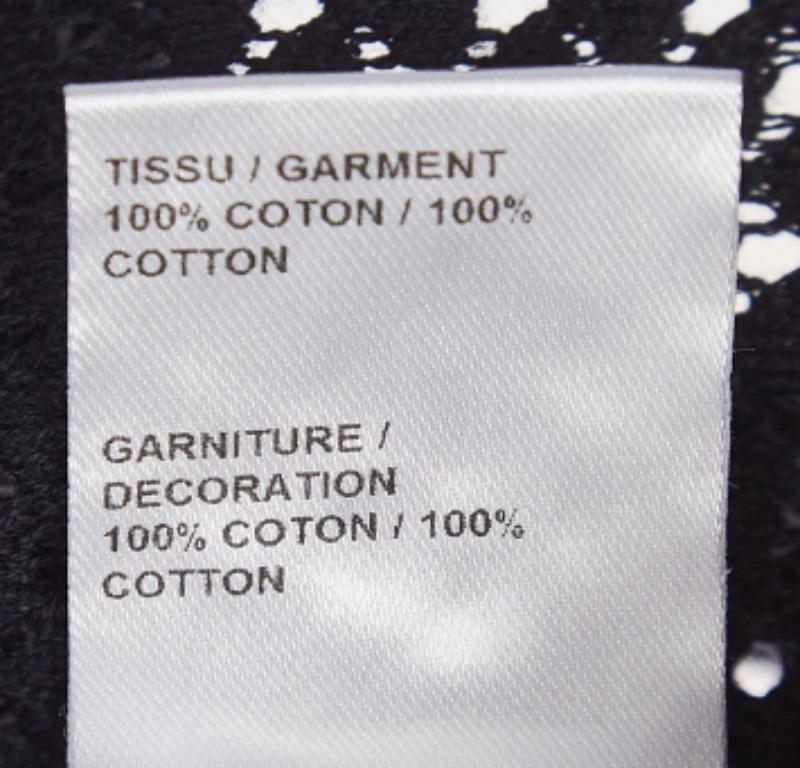 TISSU / GARMENT
100% COTON / 100%
COTTON
GARNITURE /
DECORATION
100% COTON / 100%
COTTON